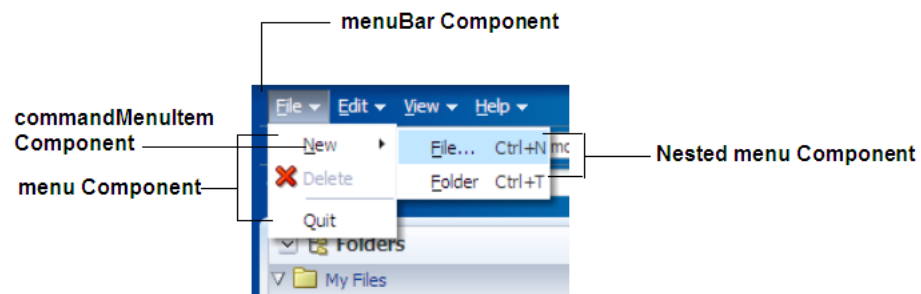 menuBar Component
File Edit View Help
commandMenuItem
Component
New File... Ctrl+N
Nested menu Component
menu Component
Delete Folder Ctrl+T
Quit
Folders
My Files